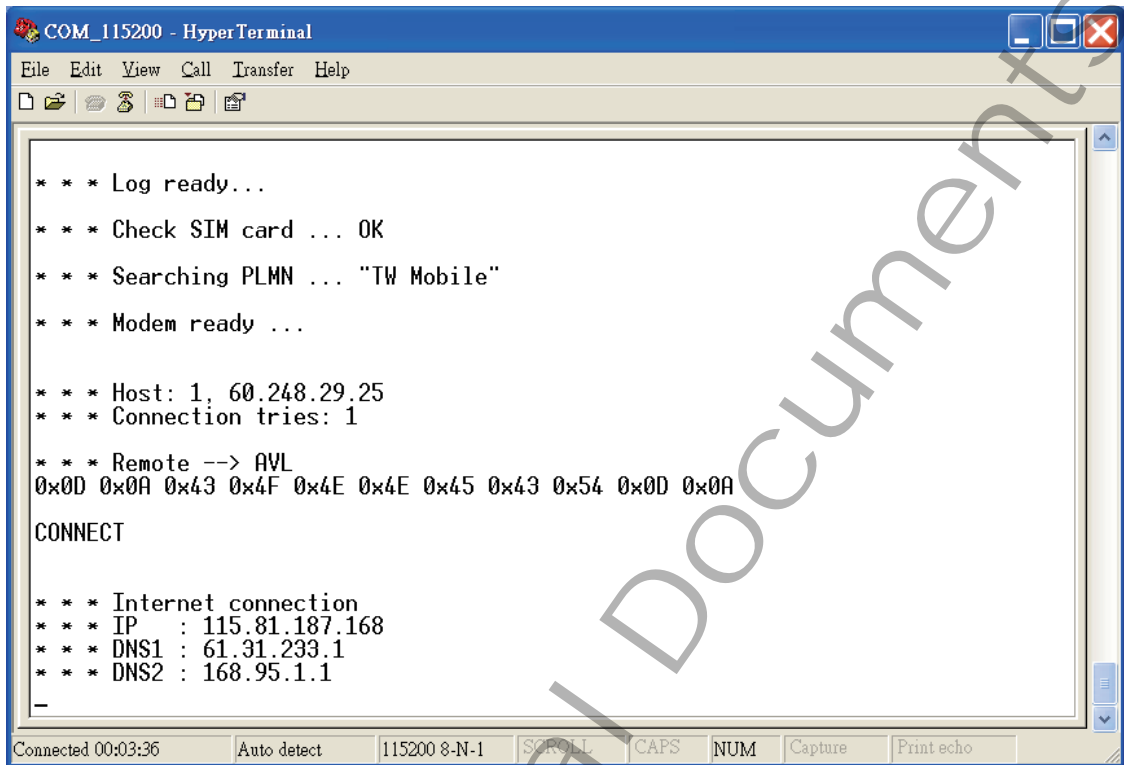 COM_115200 - HyperTerminal
File Edit View Call Transfer Help
* * * Log ready...
* * * Check SIM card ... OK
* * * Searching PLMN ... "TW Mobile"
* * * Modem ready ...
* * * Host: 1, 60.248.29.25
* * * Connection tries: 1
* * * Remote --> AVL
0x0D 0x0A 0x43 0x4F 0x4E 0x4E 0x45 0x43 0x54 0x0D 0x0A
CONNECT
* * * Internet connection
* * * IP : 115.81.187.168
* * * DNS1 : 61.31.233.1
* * * DNS2 : 168.95.1.1
_
Connected 00:03:36 Auto detect 115200 8-N-1 SCROLL CAPS NUM Capture Print echo
al Documents